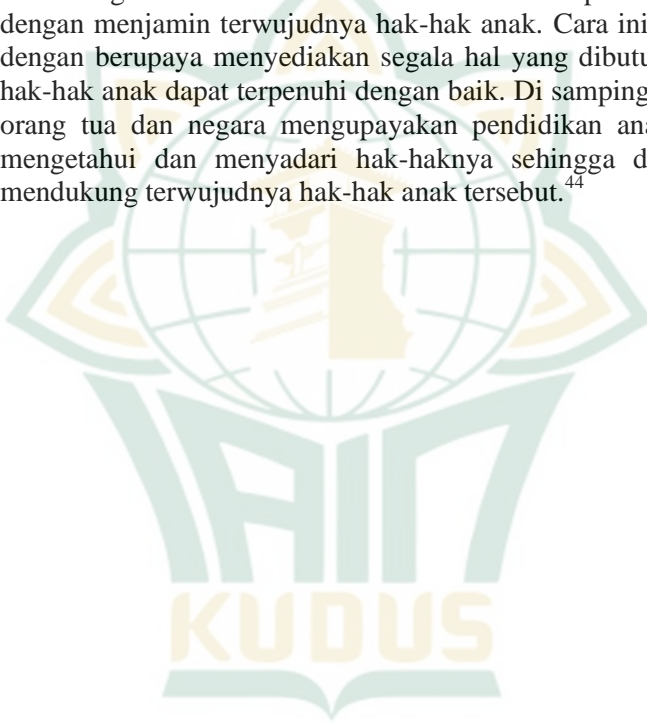 dengan menjamin terwujudnya hak-hak anak. Cara ini
dengan berupaya menyediakan segala hal yang
hak-hak anak dapat terpenuhi dengan baik. Di samping
orang tua dan negara mengupayakan pendidikan
mengetahui dan menyadari hak-haknya sehingga
mendukung terwujudnya hak-hak anak tersebut.44
IAIN
KUDUS